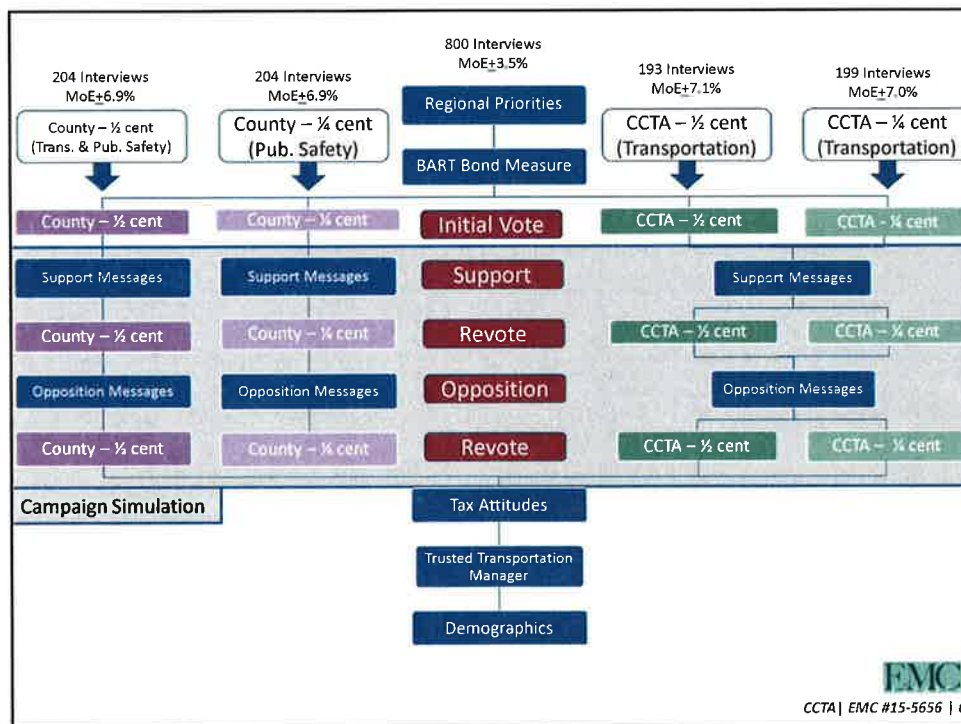 800 Interviews
MoE±3.5%
204 Interviews
MoE±6.9%
204 Interviews
MoE±6.9%
193 Interviews
MoE±7.1%
199 Interviews
MoE±7.0%
Regional Priorities
County – ½ cent
(Trans. & Pub. Safety)
County – ¼ cent
(Pub. Safety)
CCTA – ½ cent
(Transportation)
CCTA – ¼ cent
(Transportation)
BART Bond Measure
County – ½ cent
County – ¼ cent
Initial Vote
CCTA – ½ cent
CCTA - ¼ cent
Support Messages
Support Messages
Support
Support Messages
County – ½ cent
County – ¼ cent
Revote
CCTA – ½ cent
CCTA – ¼ cent
Opposition Messages
Opposition Messages
Opposition
Opposition Messages
County – ½ cent
County – ¼ cent
Revote
CCTA – ½ cent
CCTA – ¼ cent
Campaign Simulation
Tax Attitudes
Trusted Transportation
Manager
Demographics
EMC
CCTA| EMC #15-5656 |